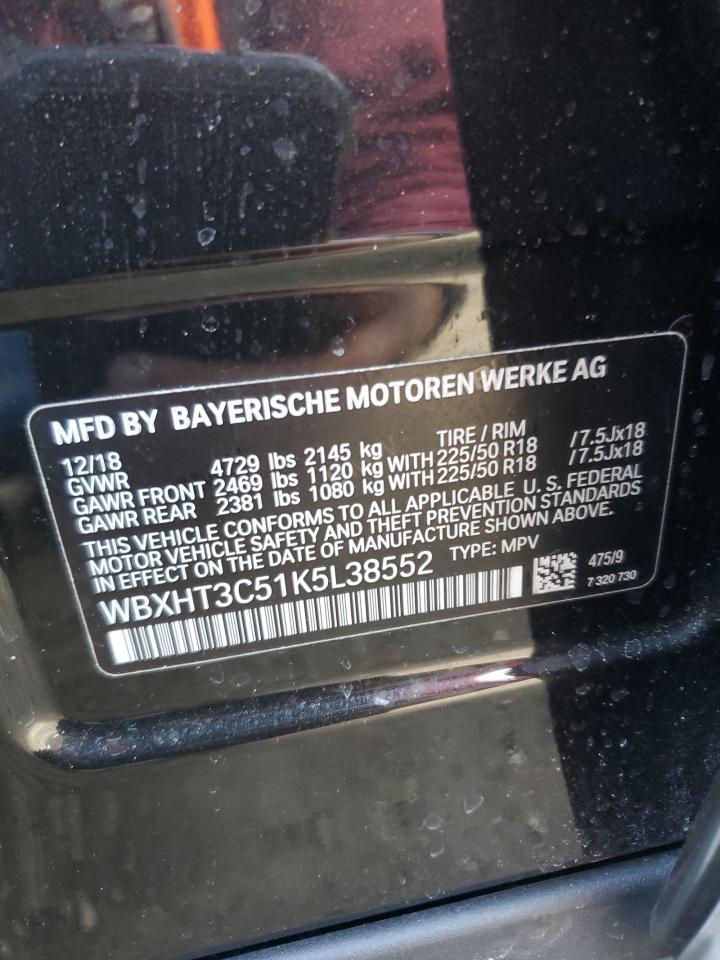 MFD BY BAYERISCHE MOTOREN WERKE AG
12/18 TIRE / RIM
GVWR 4729 lbs 2145 kg
GAWR FRONT 2469 lbs 1120 kg WITH 225/50 R18 /7.5Jx18
GAWR REAR 2381 lbs 1080 kg WITH 225/50 R18 /7.5Jx18
THIS VEHICLE CONFORMS TO ALL APPLICABLE U. S. FEDERAL
MOTOR VEHICLE SAFETY AND THEFT PREVENTION STANDARDS
IN EFFECT ON THE DATE OF MANUFACTURE SHOWN ABOVE.
WBXHT3C51K5L38552 TYPE: MPV
475/9
7 320 730